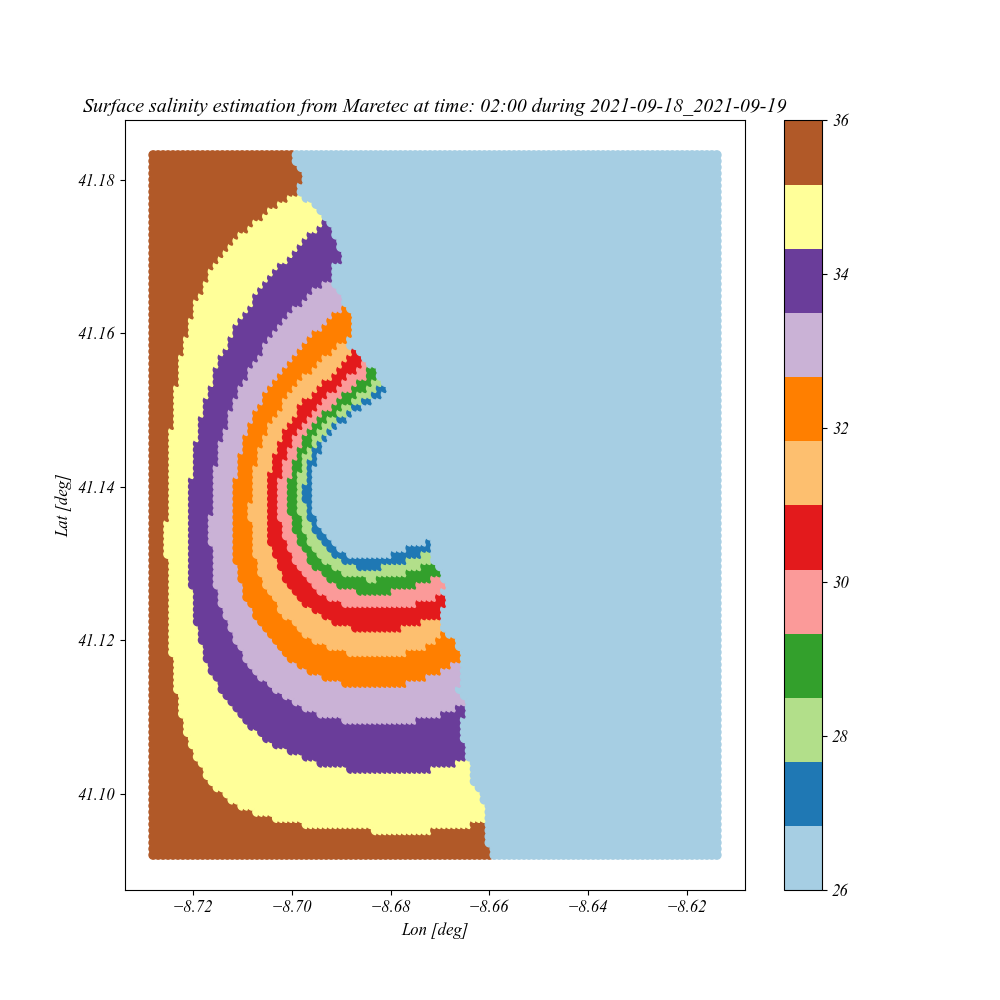 Surface salinity estimation from Maretec at time: 02:00 during 2021-09-18_2021-09-19
36
41.18
34
41.16
32
41.14
Lat [deg]
30
41.12
28
41.10
26
−8.72 −8.70 −8.68 −8.66 −8.64 −8.62
Lon [deg]